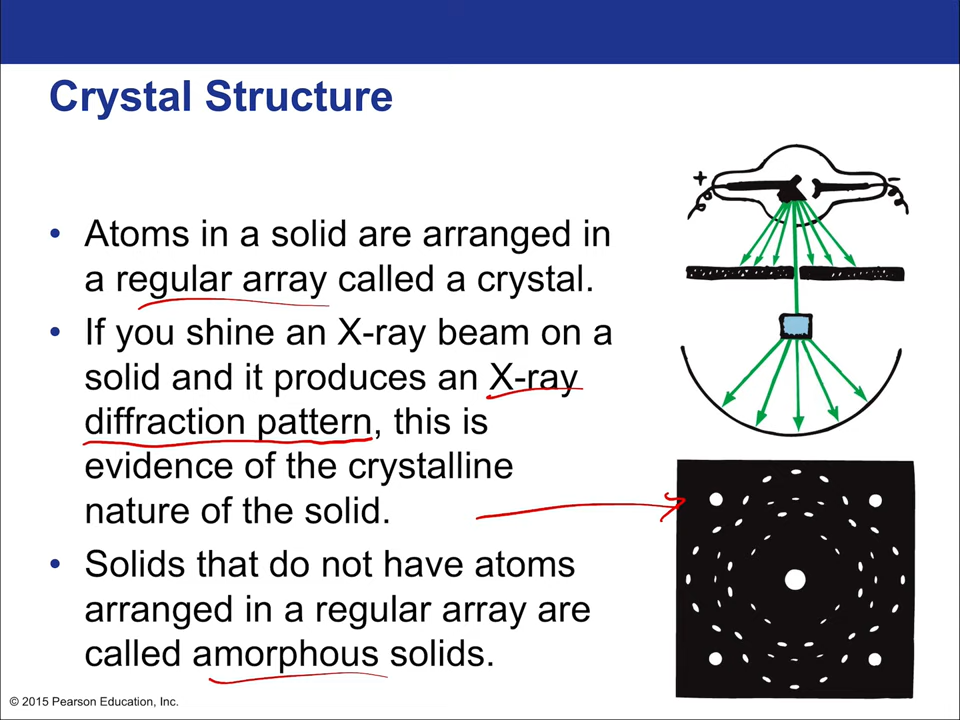 Crystal Structure
• Atoms in a solid are arranged in
a regular array called a crystal.
• If you shine an X-ray beam on a
solid and it produces an X-ray
diffraction pattern, this is
evidence of the crystalline
nature of the solid.
• Solids that do not have atoms
arranged in a regular array are
called amorphous solids.
+ −
© 2015 Pearson Education, Inc.